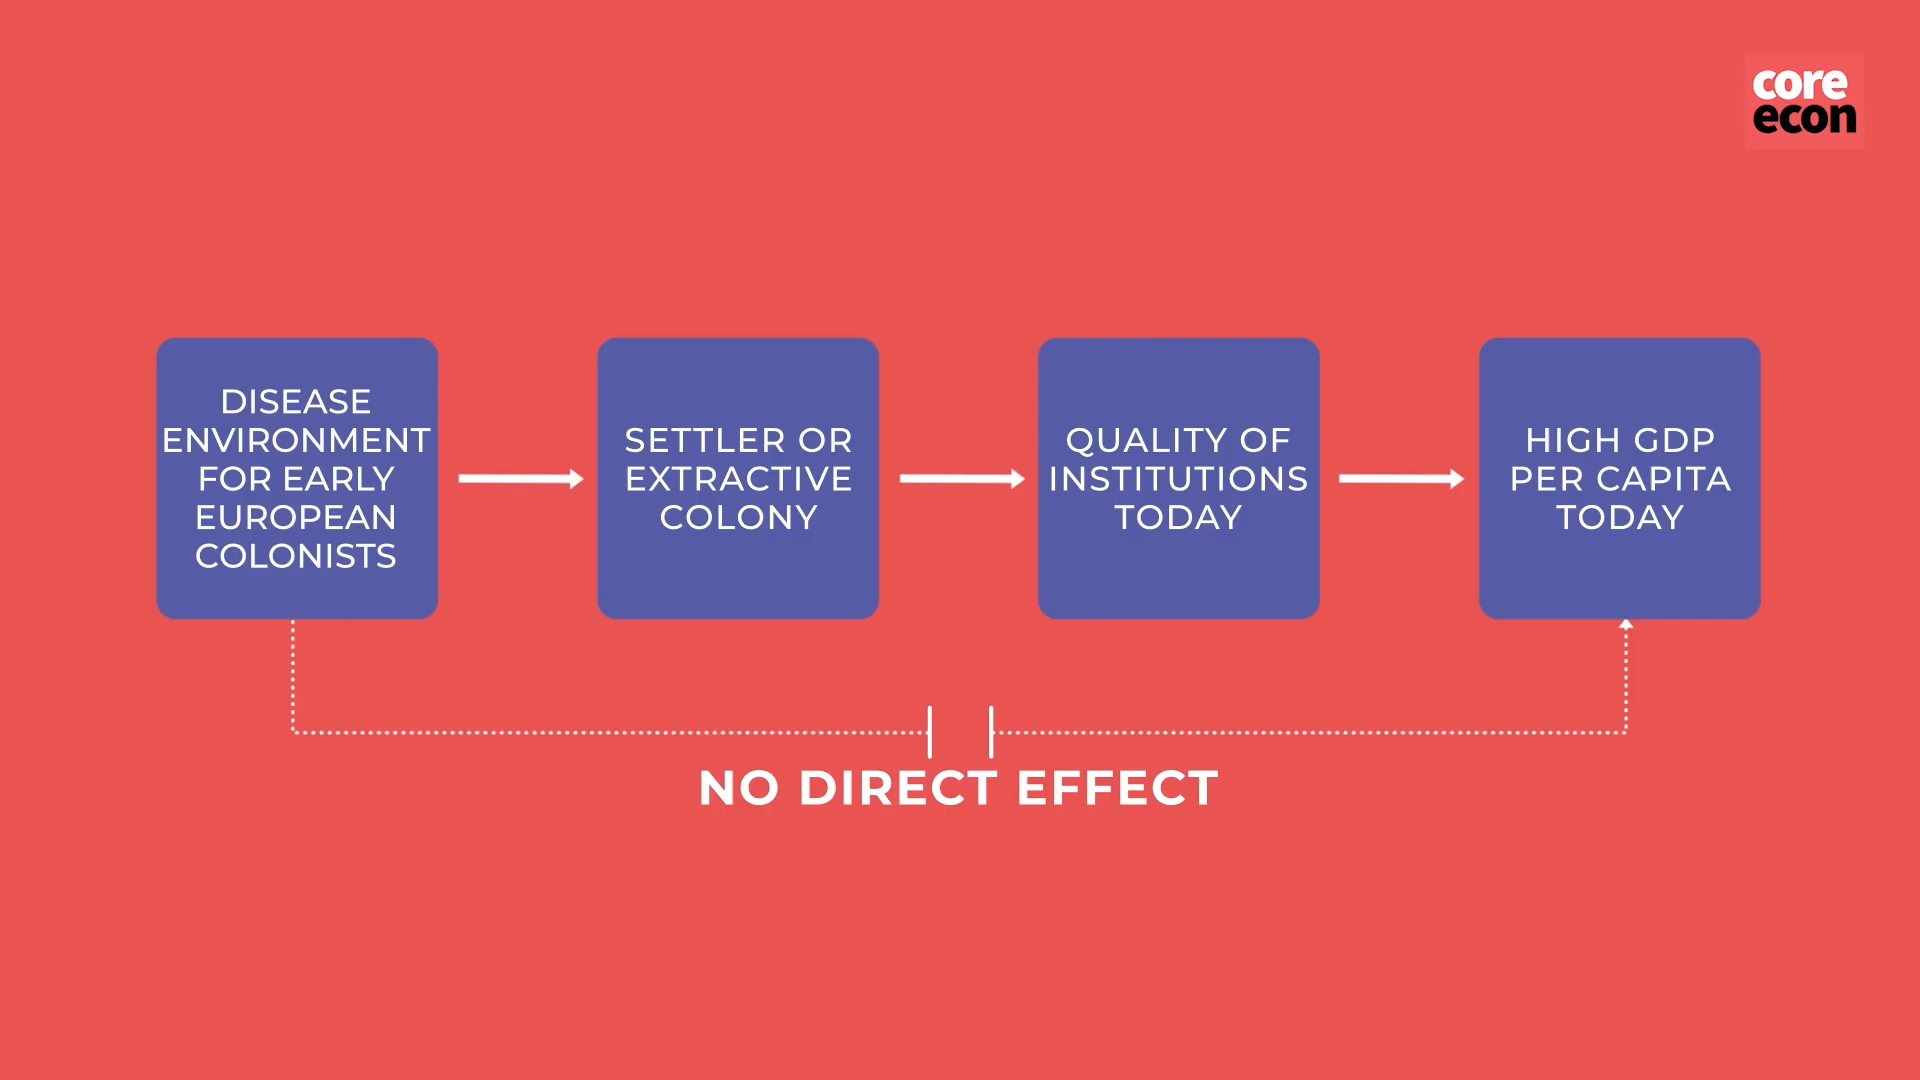 core
econ
DISEASE
ENVIRONMENT
FOR EARLY
EUROPEAN
COLONISTS
SETTLER OR
EXTRACTIVE
COLONY
QUALITY OF
INSTITUTIONS
TODAY
HIGH GDP
PER CAPITA
TODAY
NO DIRECT EFFECT